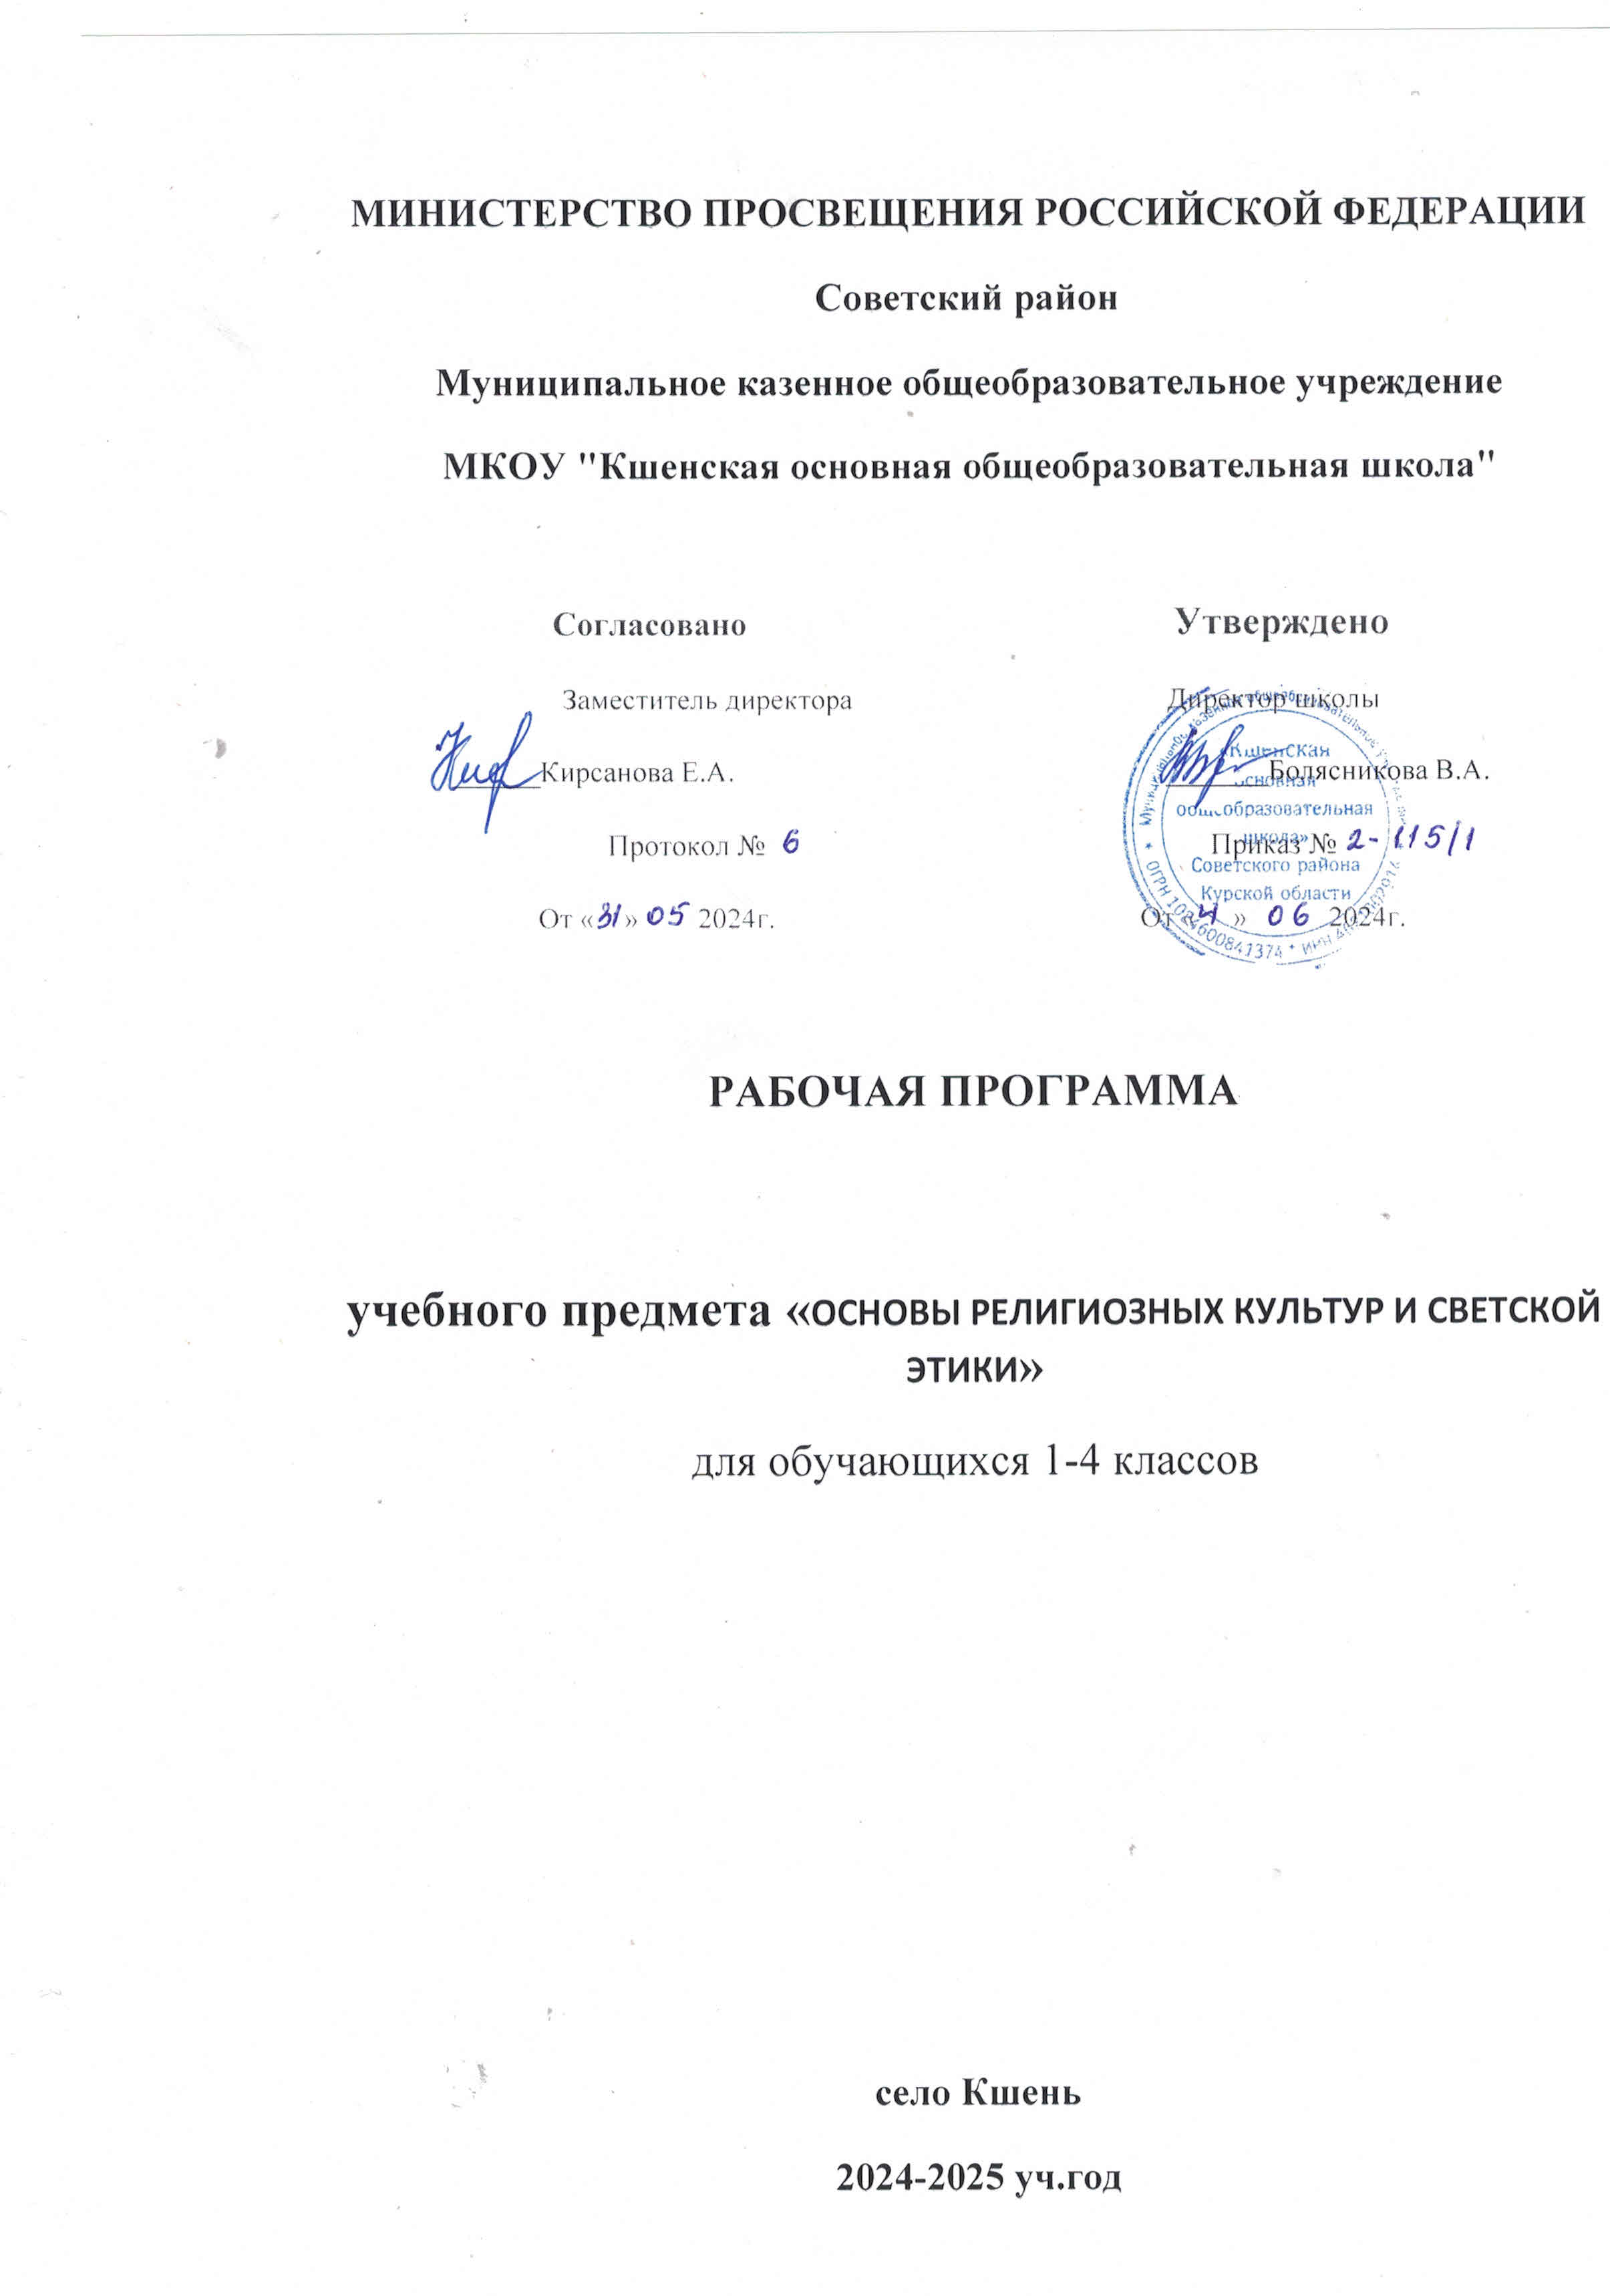 МИНИСТЕРСТВО ПРОСВЕЩЕНИЯ РОССИЙСКОЙ ФЕДЕРАЦИИ
Советский район
Муниципальное казенное общеобразовательное учреждение
МКОУ "Кшенская основная общеобразовательная школа"
Согласовано
Заместитель директора
Кирсанова Е.А.
Протокол № 6
От «31» 05 2024г.
Утверждено
Директор школы
Болясникова В.А.
Приказ № 2-115/1
От «4» 06 2024г.
Кшенская
основная
общеобразовательная
школа»
Советского района
Курской области
ОГРН 1024600841374 * ИНН
РАБОЧАЯ ПРОГРАММА
учебного предмета «ОСНОВЫ РЕЛИГИОЗНЫХ КУЛЬТУР И СВЕТСКОЙ
ЭТИКИ»
для обучающихся 1-4 классов
село Кшень
2024-2025 уч.год